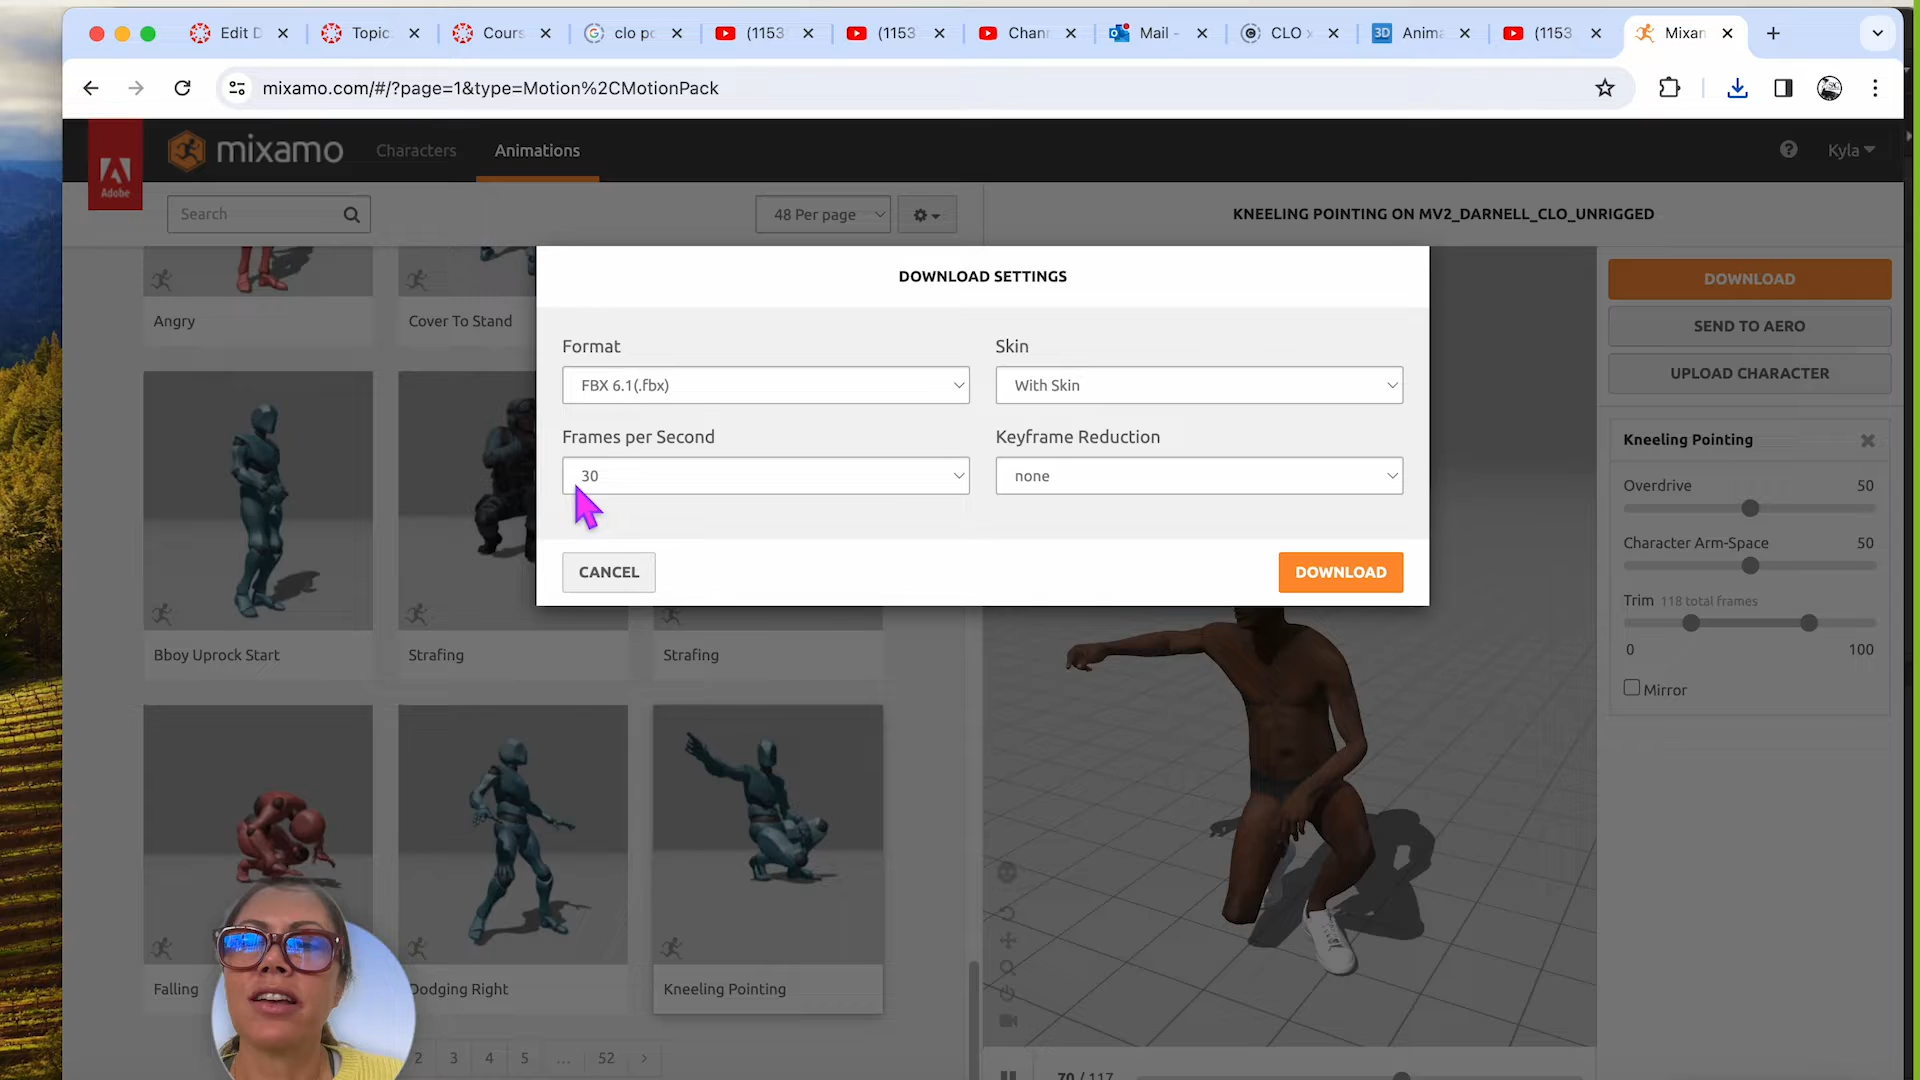 Edit D
Topic
Cours
clo po
(1153
(1153
Chan
Mail -
CLO x
Anima
(1153
Mixan
mixamo.com/#/?page=1&type=Motion%2CMotionPack
Adobe
mixamo
Characters
Animations
Kyla
Search
48 Per page
KNEELING POINTING ON MV2_DARNELL_CLO_UNRIGGED
DOWNLOAD SETTINGS
Format
Skin
FBX 6.1(.fbx)
With Skin
Frames per Second
Keyframe Reduction
30
none
CANCEL
DOWNLOAD
DOWNLOAD
SEND TO AERO
UPLOAD CHARACTER
Kneeling Pointing
Overdrive 50
Character Arm-Space 50
Trim 118 total frames
0 100
Mirror
Angry
Cover To Stand
Bboy Uprock Start
Strafing
Strafing
Falling
Dodging Right
Kneeling Pointing
2 3 4 5 ... 52 ›
70 / 117